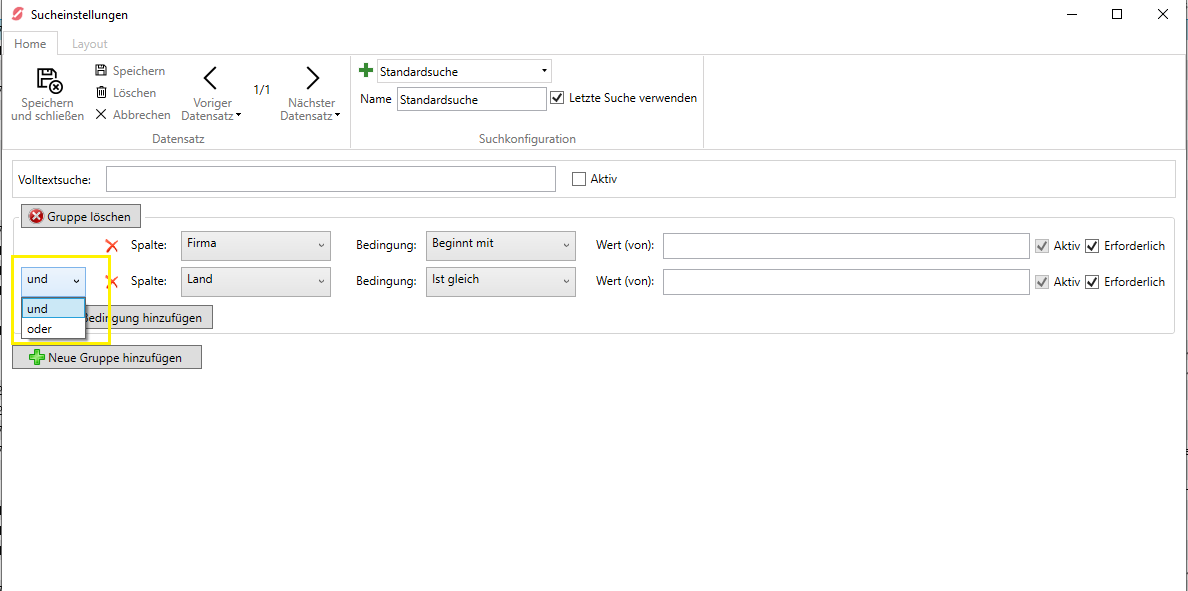 Sucheinstellungen
Home Layout
Speichern und schließen
Speichern
Löschen
Abbrechen
Voriger Datensatz
1/1
Nächster Datensatz
Datensatz
Standardsuche
Name Standardsuche Letzte Suche verwenden
Suchkonfiguration
Volltextsuche: Aktiv
Gruppe löschen
Spalte: Firma Bedingung: Beginnt mit Wert (von): Aktiv Erforderlich
und Spalte: Land Bedingung: Ist gleich Wert (von): Aktiv Erforderlich
und
oder
Bedingung hinzufügen
Neue Gruppe hinzufügen